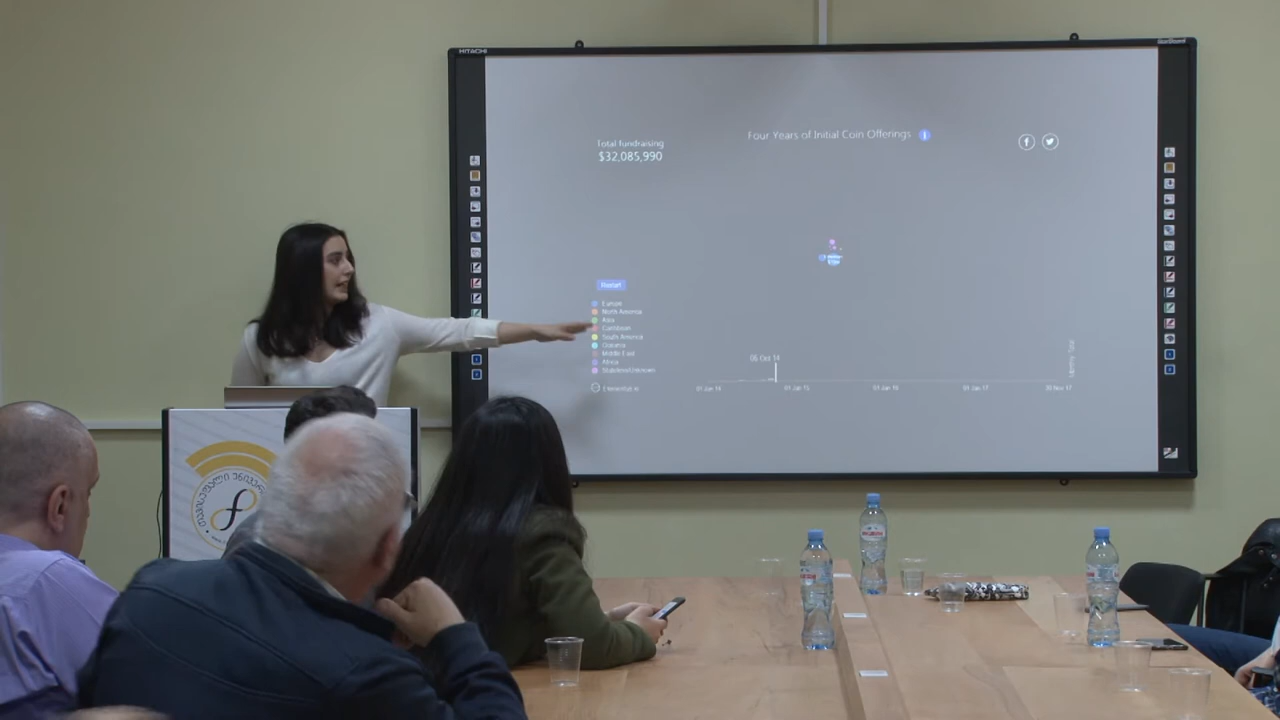 HITACHI
Four Years of Initial Coin Offerings
Total fundraising
$32,085,990
Restart
Europe
North America
Asia
Caribbean
South America
Oceania
Middle East
Africa
Stateless/Unknown
06 Oct 14
01 Jan 14
01 Jan 15
01 Jan 16
01 Jan 17
30 Nov 17